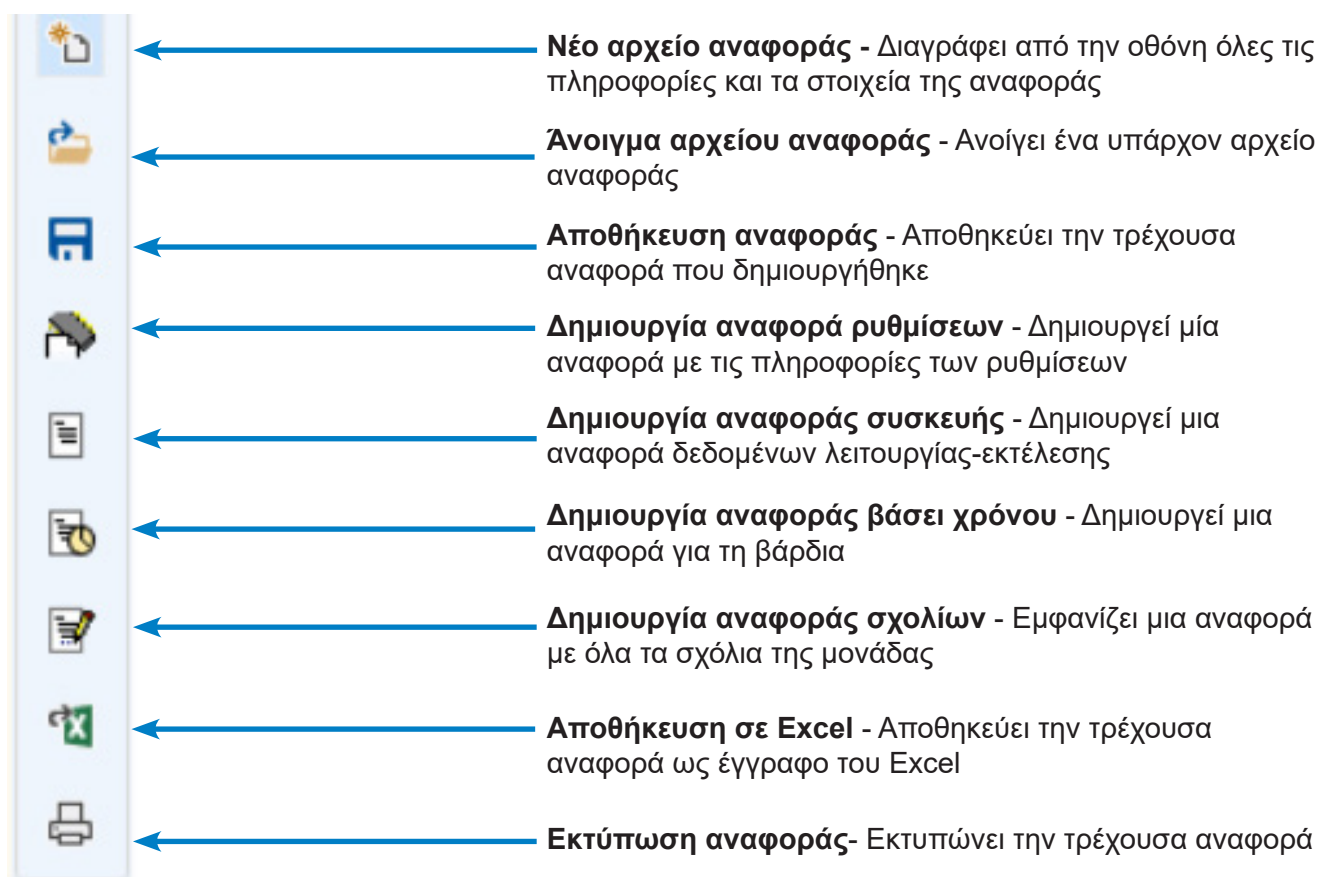 Νέο αρχείο αναφοράς - Διαγράφει από την οθόνη όλες τις
πληροφορίες και τα στοιχεία της αναφοράς
Άνοιγμα αρχείου αναφοράς - Ανοίγει ένα υπάρχον αρχείο
αναφοράς
Αποθήκευση αναφοράς - Αποθηκεύει την τρέχουσα
αναφορά που δημιουργήθηκε
Δημιουργία αναφορά ρυθμίσεων - Δημιουργεί μία
αναφορά με τις πληροφορίες των ρυθμίσεων
Δημιουργία αναφοράς συσκευής - Δημιουργεί μια
αναφορά δεδομένων λειτουργίας-εκτέλεσης
Δημιουργία αναφοράς βάσει χρόνου - Δημιουργεί μια
αναφορά για τη βάρδια
Δημιουργία αναφοράς σχολίων - Εμφανίζει μια αναφορά
με όλα τα σχόλια της μονάδας
Αποθήκευση σε Excel - Αποθηκεύει την τρέχουσα
αναφορά ως έγγραφο του Excel
Εκτύπωση αναφοράς- Εκτυπώνει την τρέχουσα αναφορά